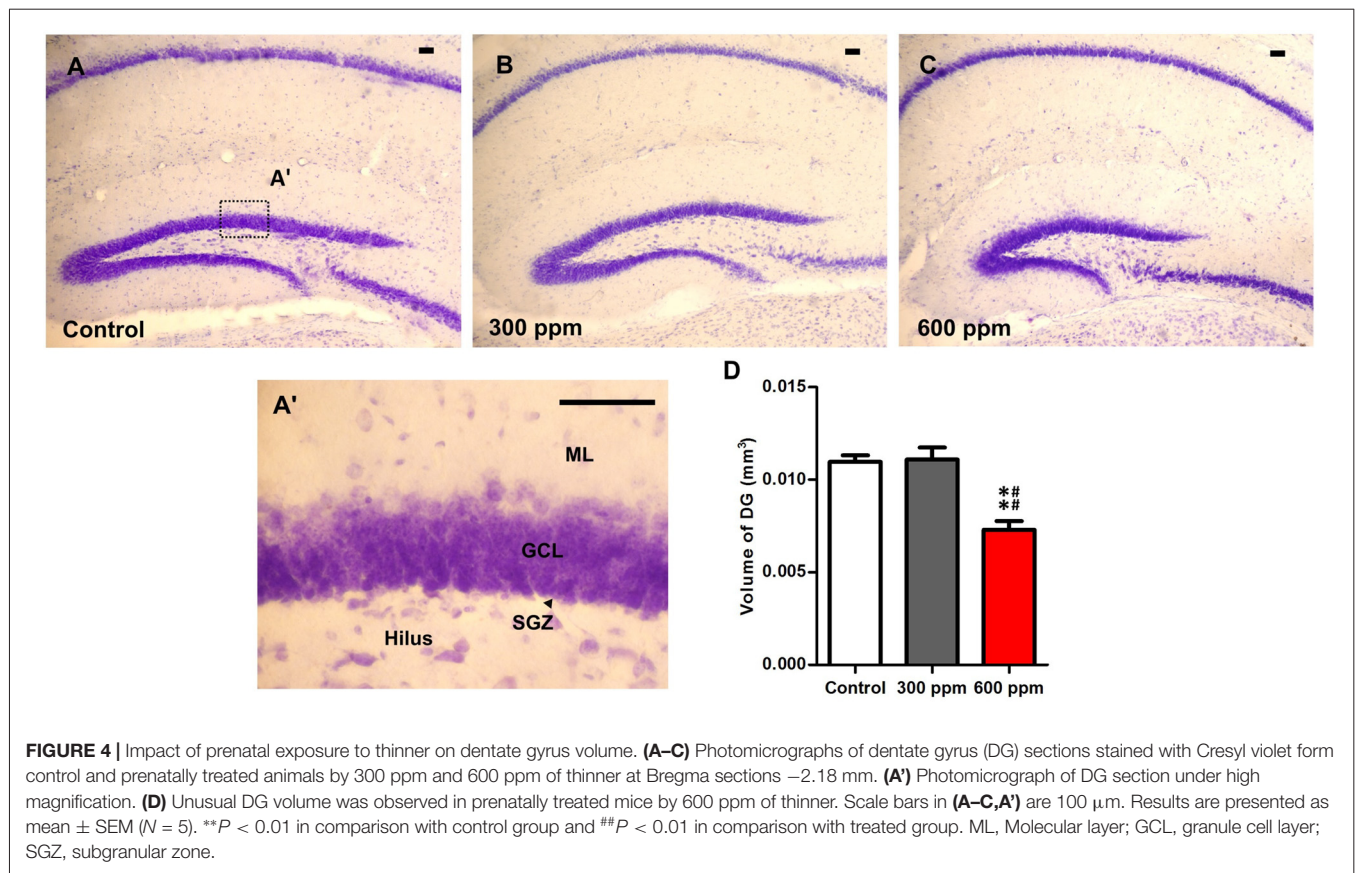 A
B
C
A'
Control
300 ppm
600 ppm
A'
ML
GCL
SGZ
Hilus
D
Volume of DG (mm³)
0.015
0.010
0.005
0.000
*#
*#
Control 300 ppm 600 ppm
FIGURE 4 | Impact of prenatal exposure to thinner on dentate gyrus volume. (A–C) Photomicrographs of dentate gyrus (DG) sections stained with Cresyl violet form
control and prenatally treated animals by 300 ppm and 600 ppm of thinner at Bregma sections −2.18 mm. (A') Photomicrograph of DG section under high
magnification. (D) Unusual DG volume was observed in prenatally treated mice by 600 ppm of thinner. Scale bars in (A–C,A') are 100 μm. Results are presented as
mean ± SEM (N = 5). **P < 0.01 in comparison with control group and ##P < 0.01 in comparison with treated group. ML, Molecular layer; GCL, granule cell layer;
SGZ, subgranular zone.